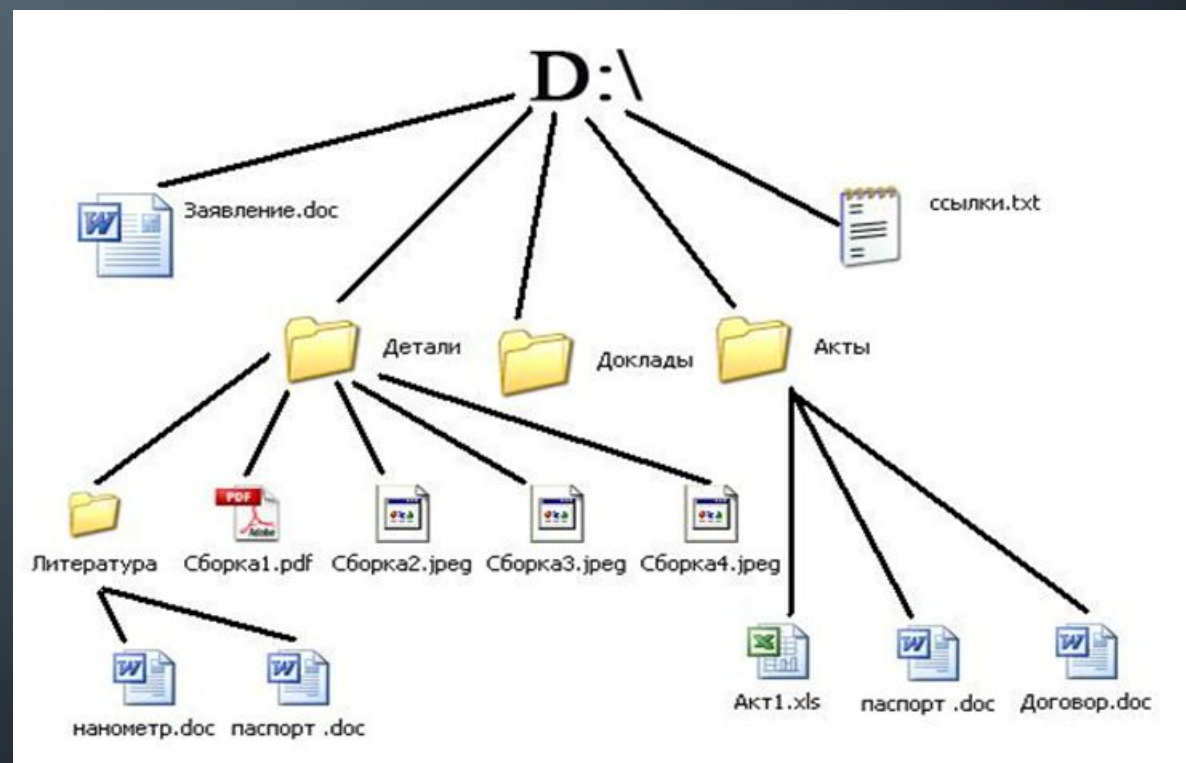 D:\
Заявление.doc
ссылки.txt
Детали
Доклады
Акты
Литература
Сборка1.pdf
Сборка2.jpeg
Сборка3.jpeg
Сборка4.jpeg
нанометр.doc
паспорт .doc
Акт1.xls
паспорт .doc
Договор.doc